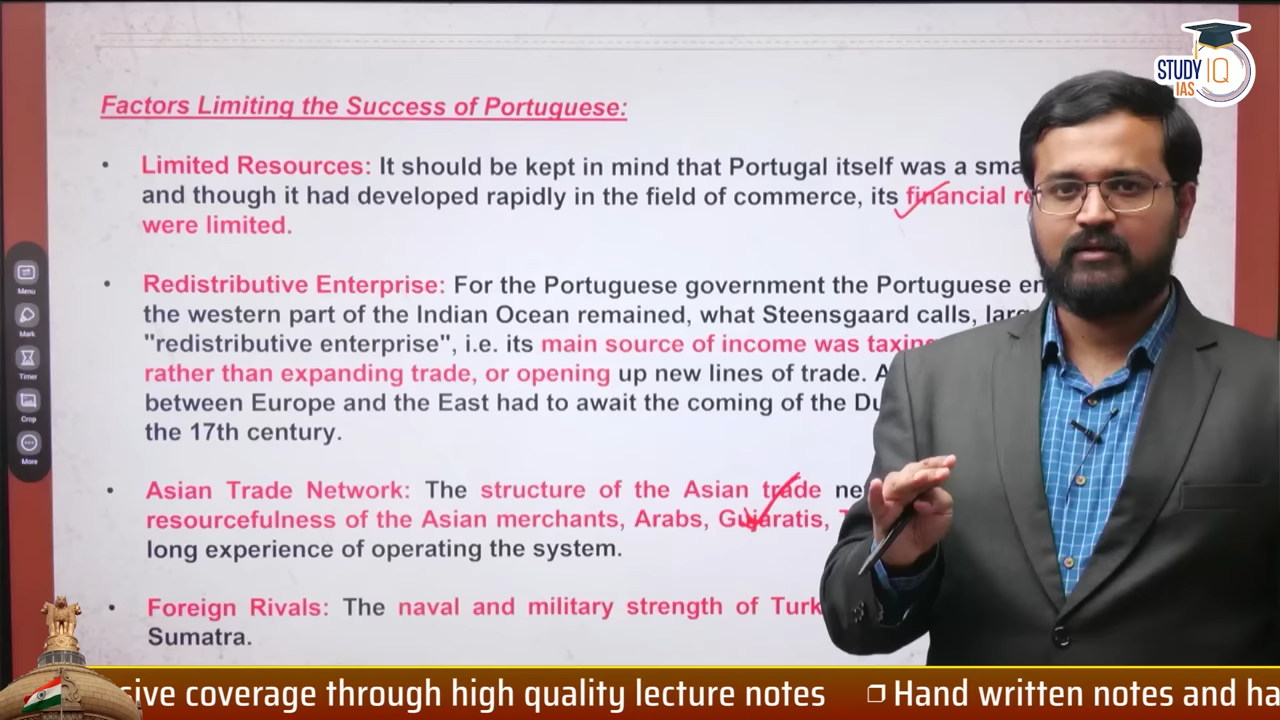 STUDY IQ
IAS
Factors Limiting the Success of Portuguese:
• Limited Resources: It should be kept in mind that Portugal itself was a sma
and though it had developed rapidly in the field of commerce, its financial re
were limited.
• Redistributive Enterprise: For the Portuguese government the Portuguese en
the western part of the Indian Ocean remained, what Steensgaard calls, larg
"redistributive enterprise", i.e. its main source of income was taxing
rather than expanding trade, or opening up new lines of trade. A
between Europe and the East had to await the coming of the Du
the 17th century.
• Asian Trade Network: The structure of the Asian trade ne
resourcefulness of the Asian merchants, Arabs, Gujaratis, T
long experience of operating the system.
• Foreign Rivals: The naval and military strength of Turk
Sumatra.
Menu
Mark
Timer
Crop
More
sive coverage through high quality lecture notes ❐ Hand written notes and ha